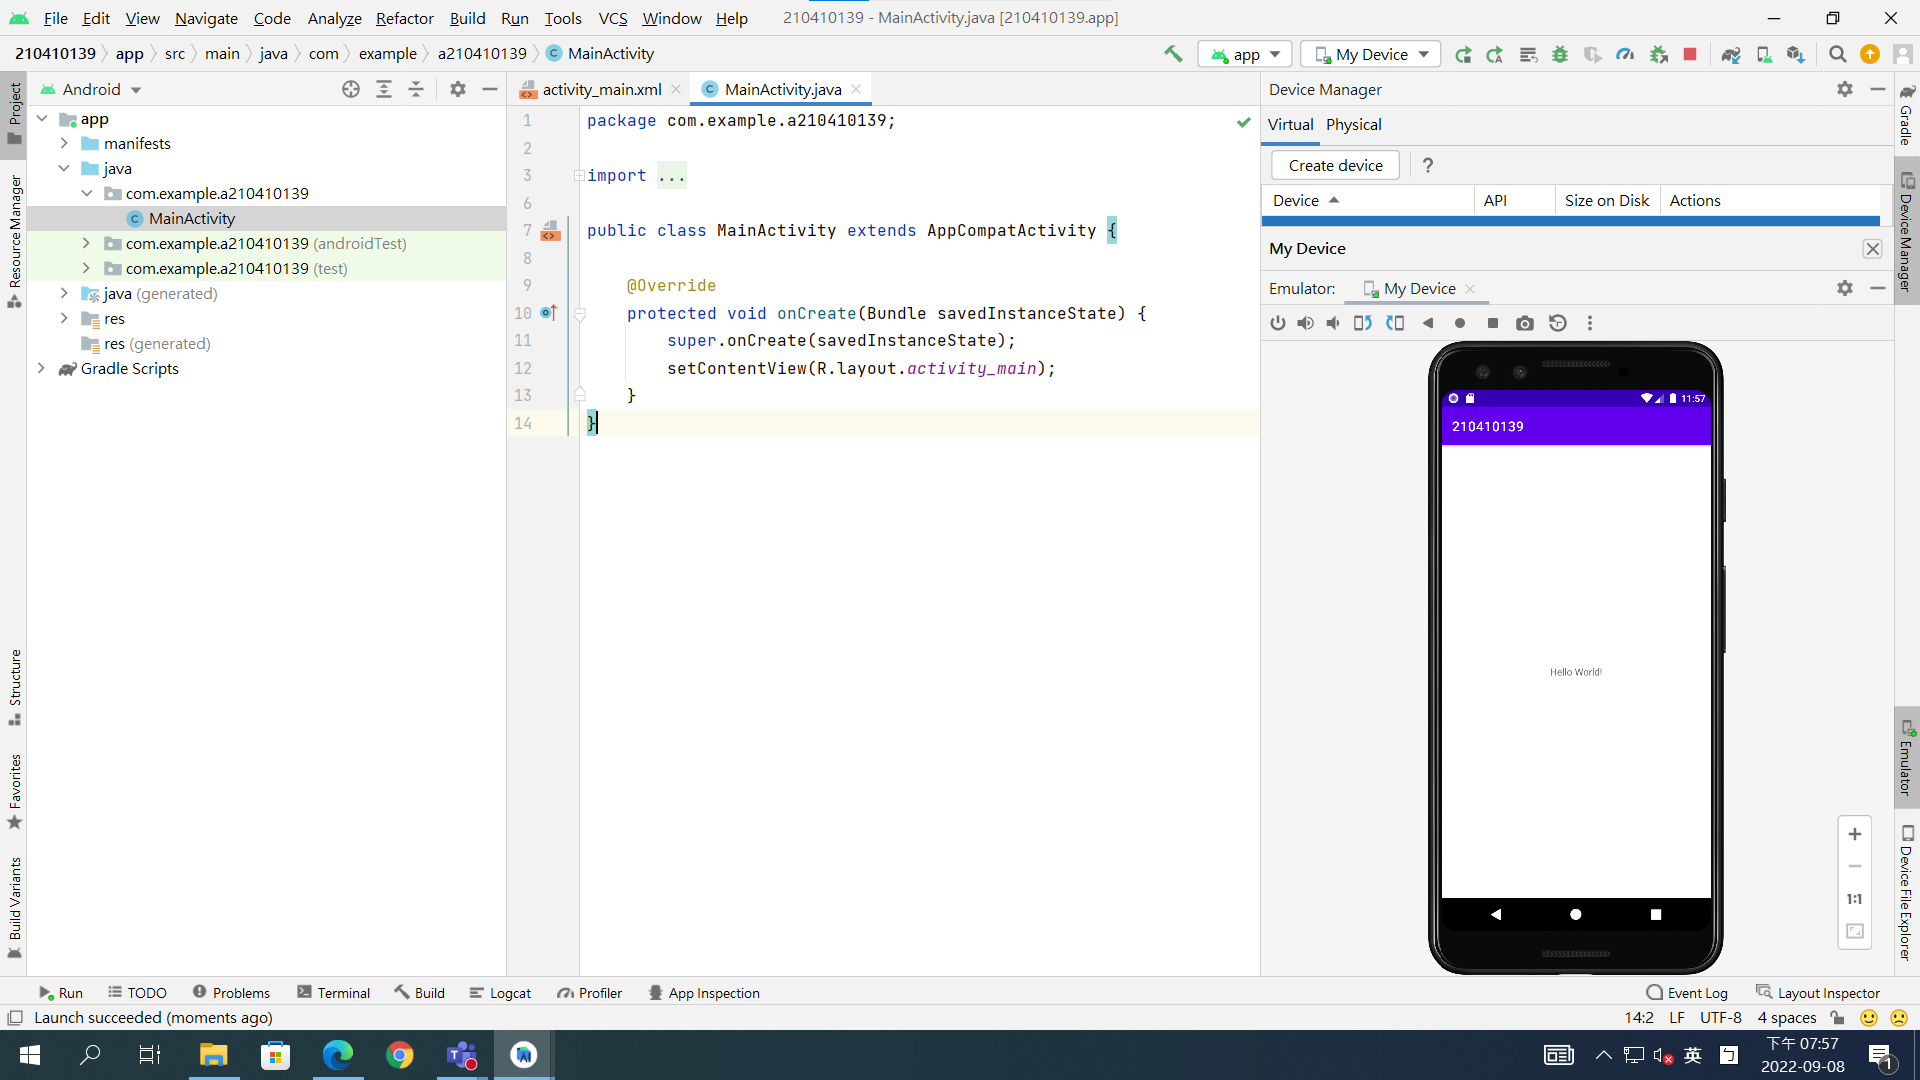 File Edit View Navigate Code Analyze Refactor Build Run Tools VCS Window Help 210410139 - MainActivity.java [210410139.app]
210410139 app src main java com example a210410139 MainActivity app My Device
Project
Resource Manager
Structure
Favorites
Build Variants
Android
app
manifests
java
com.example.a210410139
MainActivity
com.example.a210410139 (androidTest)
com.example.a210410139 (test)
java (generated)
res
res (generated)
Gradle Scripts
activity_main.xml MainActivity.java
1 package com.example.a210410139;
2
3 import ...
6
7 public class MainActivity extends AppCompatActivity {
8
9 @Override
10 protected void onCreate(Bundle savedInstanceState) {
11 super.onCreate(savedInstanceState);
12 setContentView(R.layout.activity_main);
13 }
14 }
Device Manager
Virtual Physical
Create device ?
Device API Size on Disk Actions
My Device
Emulator: My Device
11:57
210410139
Hello World!
1:1
Gradle
Device Manager
Emulator
Device File Explorer
Run TODO Problems Terminal Build Logcat Profiler App Inspection Event Log Layout Inspector
Launch succeeded (moments ago) 14:2 LF UTF-8 4 spaces
英 ㄅ 下午 07:57
2022-09-08
1